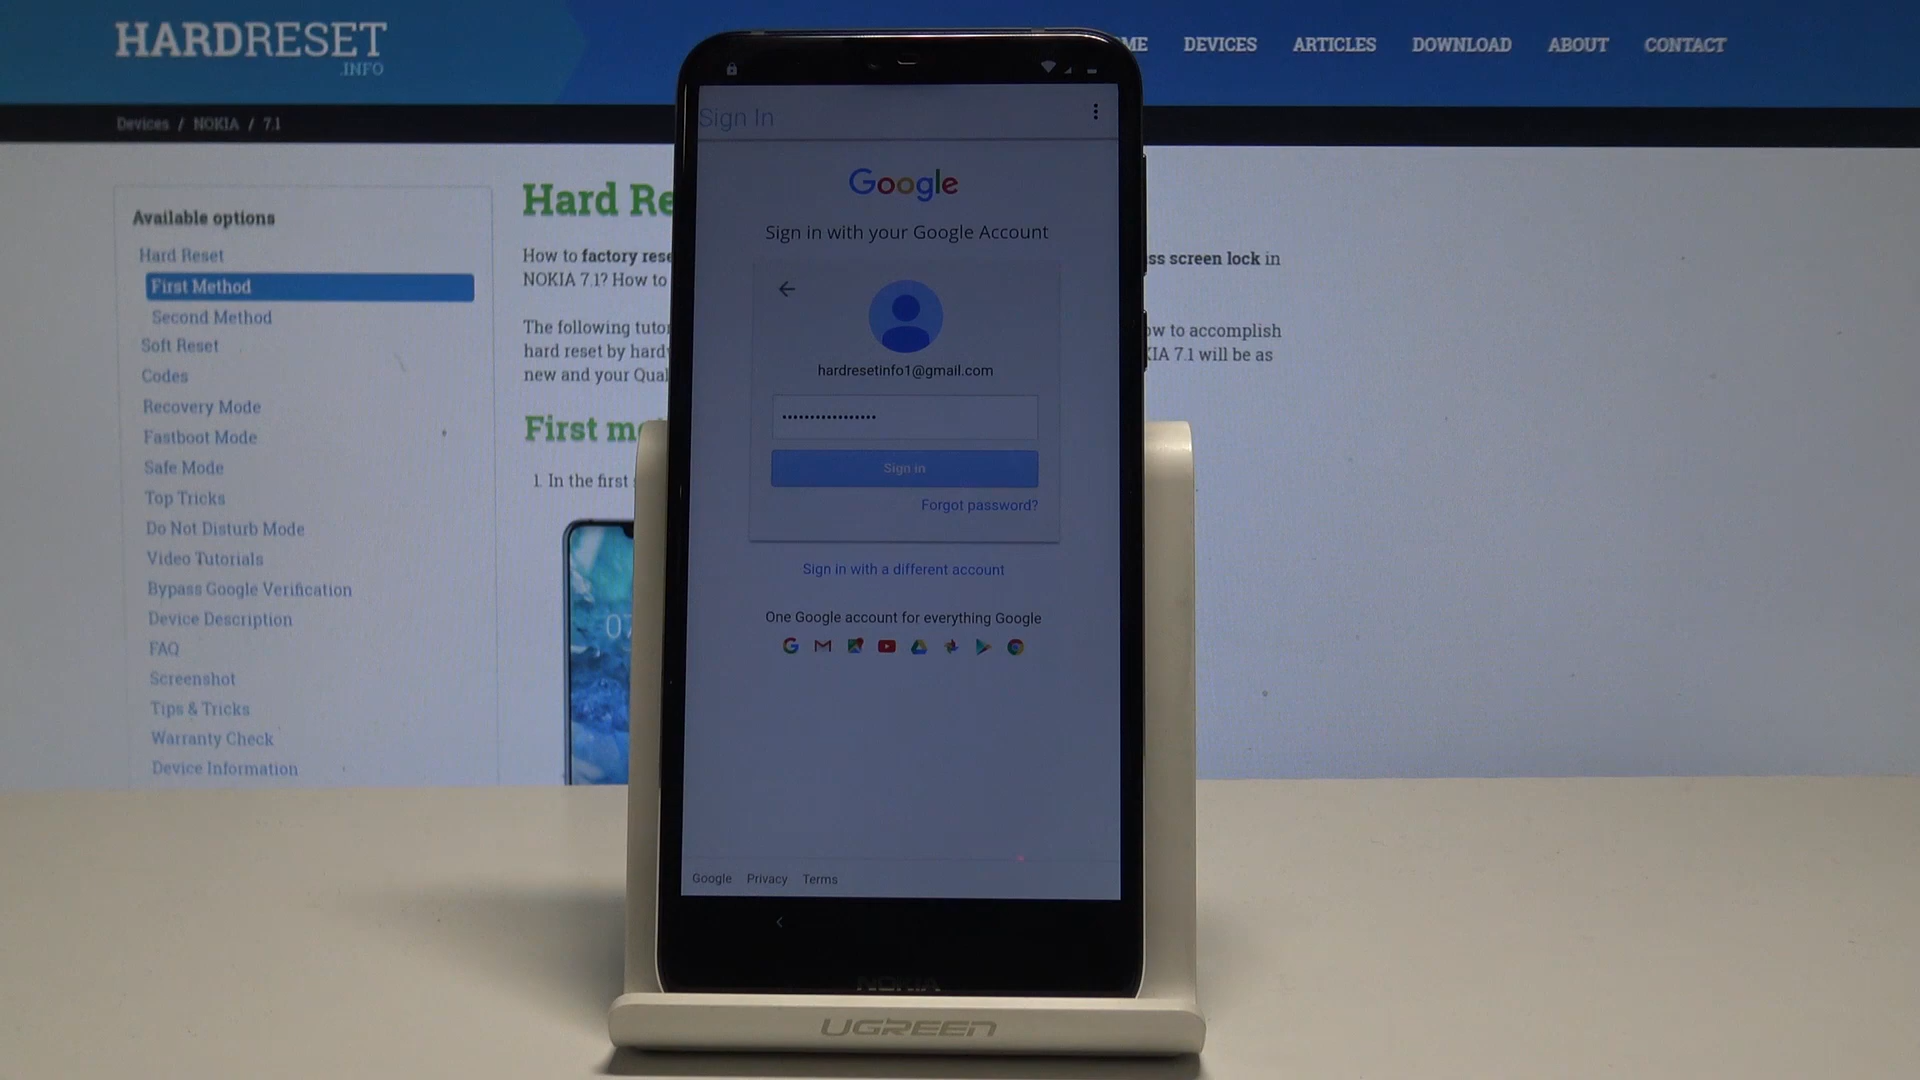 HARDRESET
.INFO
DEVICES ARTICLES DOWNLOAD ABOUT CONTACT
Devices / NOKIA / 7.1
Available options
Hard Reset
First Method
Second Method
Soft Reset
Codes
Recovery Mode
Fastboot Mode
Safe Mode
Top Tricks
Do Not Disturb Mode
Video Tutorials
Bypass Google Verification
Device Description
FAQ
Screenshot
Tips & Tricks
Warranty Check
Device Information
Hard Re
How to factory rese
NOKIA 7.1? How to
The following tutor
hard reset by hard
new and your Qual
First me
1. In the first
07
ss screen lock in
ow to accomplish
KIA 7.1 will be as
Sign In
Google
Sign in with your Google Account
hardresetinfo1@gmail.com
••••••••••••••••••
Sign in
Forgot password?
Sign in with a different account
One Google account for everything Google
Google Privacy Terms
NOKIA
UGREEN